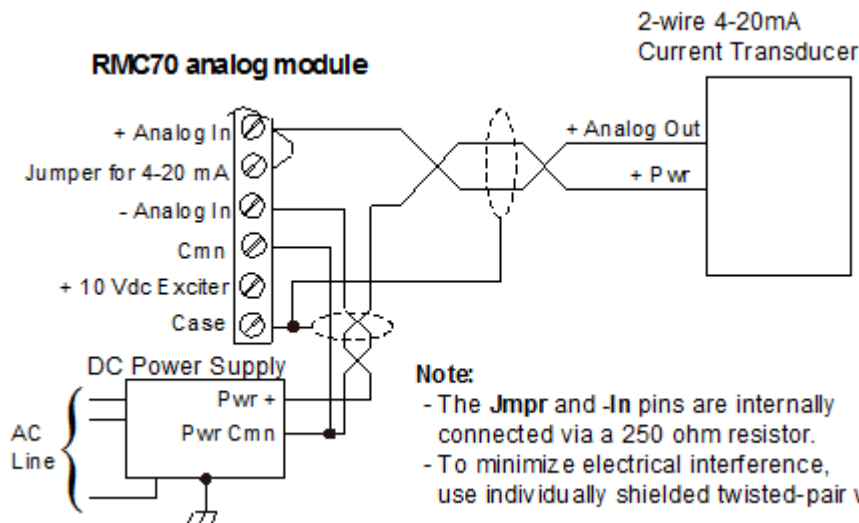 2-wire 4-20mA
Current Transducer
RMC70 analog module
+ Analog In
Jumper for 4-20 mA
- Analog In
Cmn
+ 10 Vdc Exciter
Case
+ Analog Out
+ Pwr
DC Power Supply
Pwr +
Pwr Cmn
AC
Line
Note:
- The Jmpr and -In pins are internally
connected via a 250 ohm resistor.
- To minimize electrical interference,
use individually shielded twisted-pair